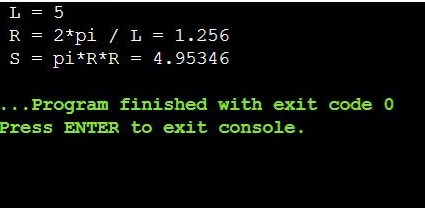 L = 5
R = 2*pi / L = 1.256
S = pi*R*R = 4.95346
...Program finished with exit code 0
Press ENTER to exit console.